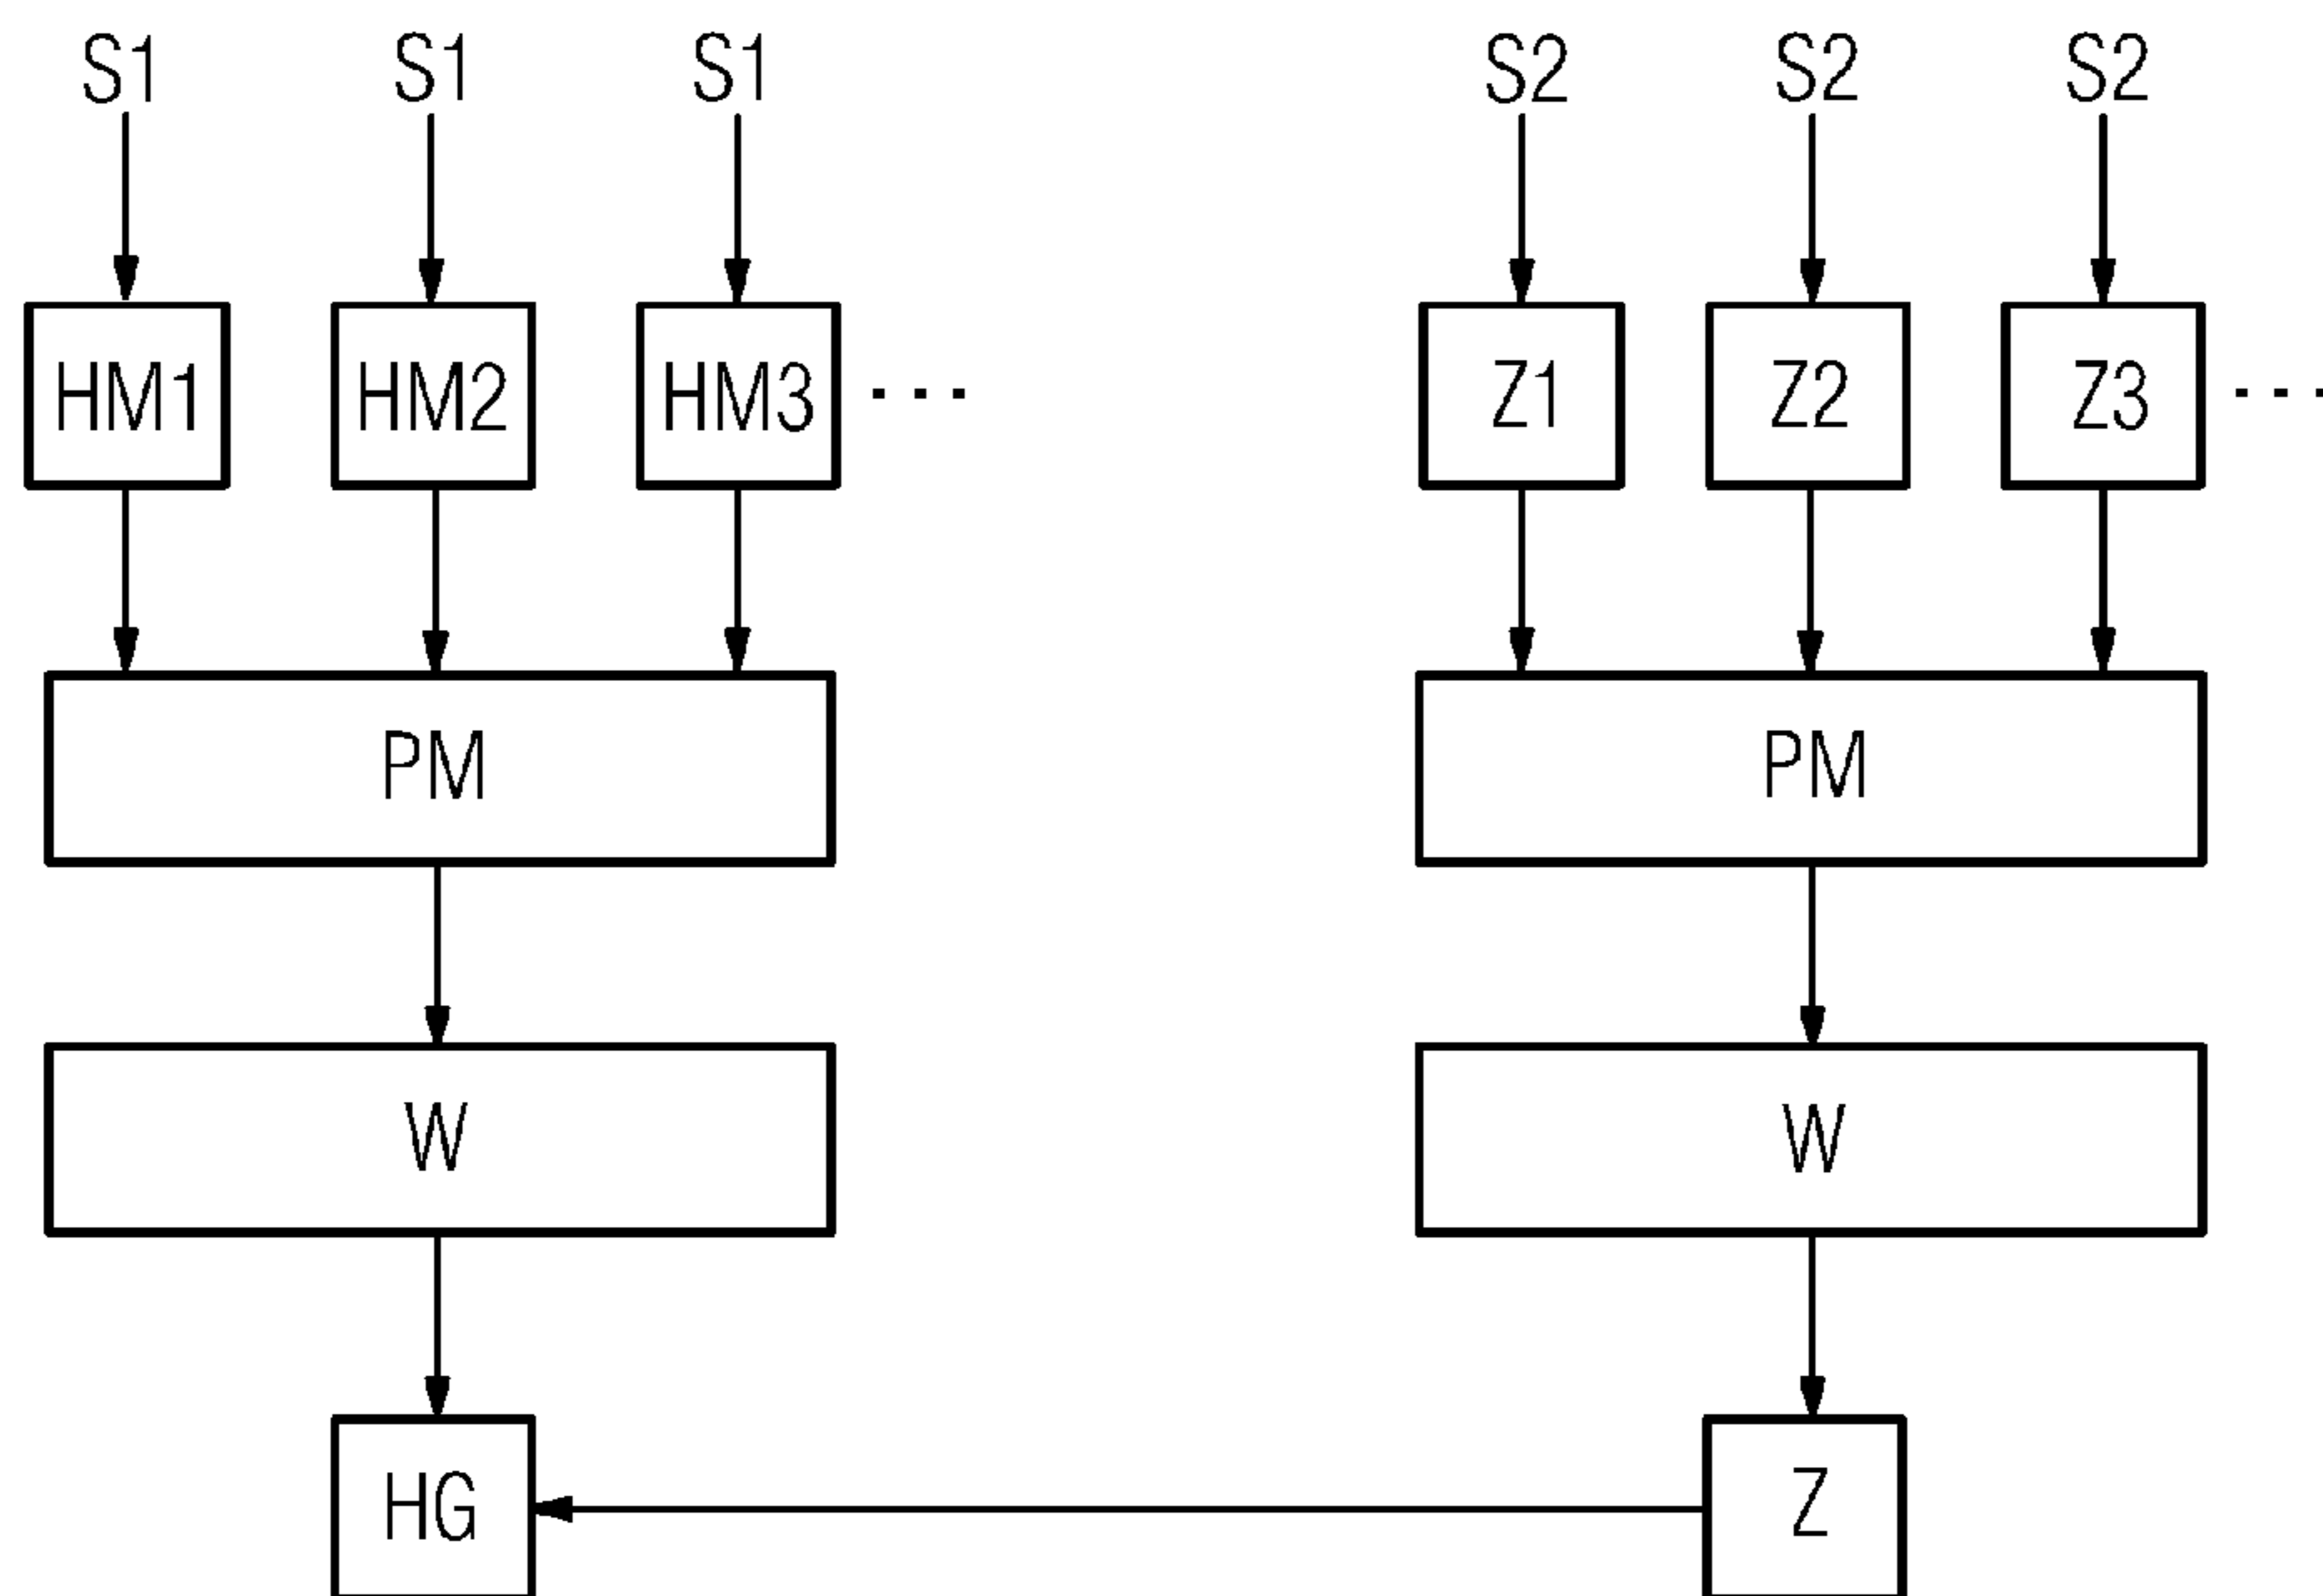 S1 S1 S1 S2 S2 S2
HM1 HM2 HM3 ... Z1 Z2 Z3 ...
PM PM
W W
HG Z